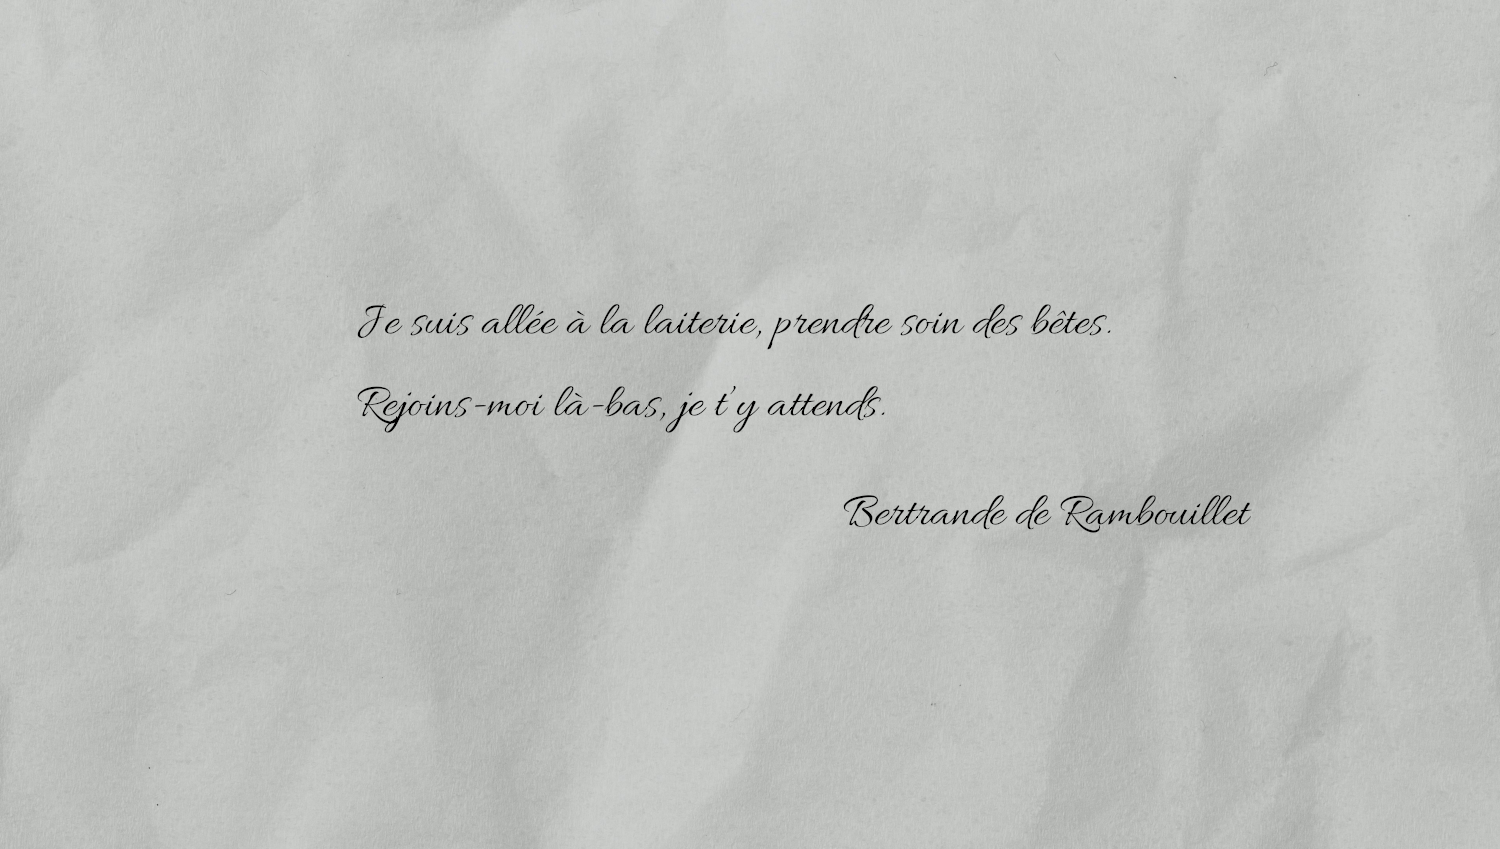 Je suis allée à la laiterie, prendre soin des bêtes.
Rejoins-moi là-bas, je t'y attends.
Bertrande de Rambouillet